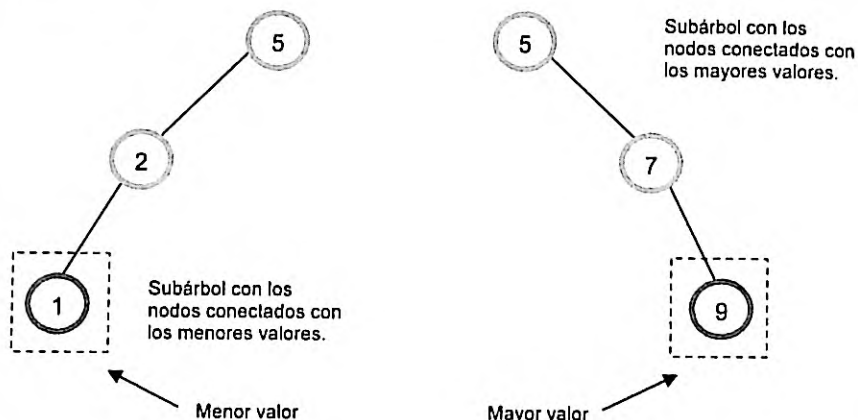 5
2
1
Subárbol con los
nodos conectados con
los menores valores.
Menor valor
5
Subárbol con los
nodos conectados con
los mayores valores.
7
9
Mayor valor